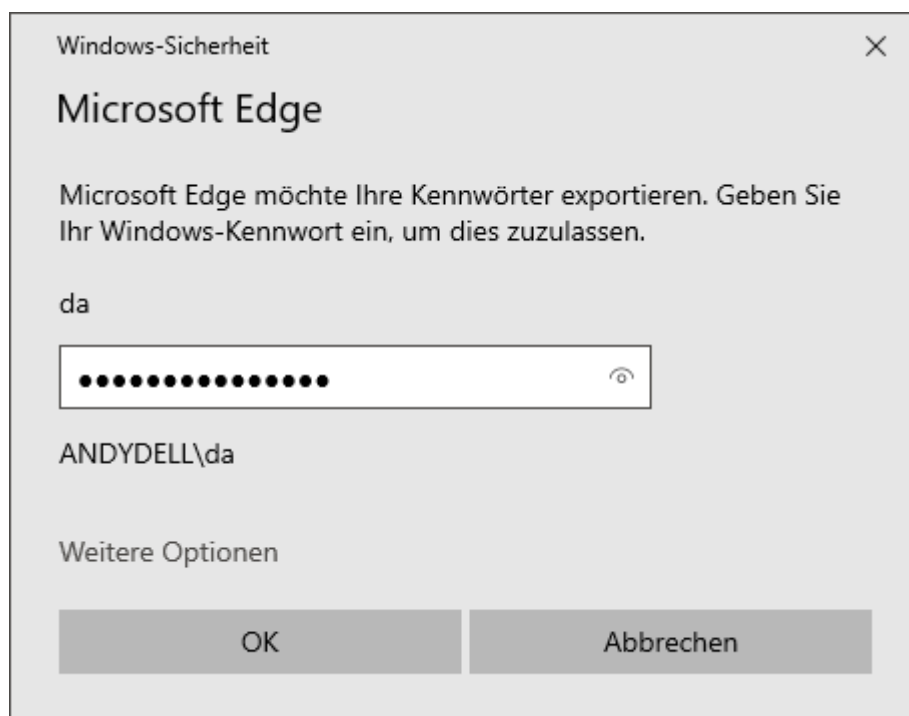 Windows-Sicherheit
Microsoft Edge
Microsoft Edge möchte Ihre Kennwörter exportieren. Geben Sie
Ihr Windows-Kennwort ein, um dies zuzulassen.
da
●●●●●●●●●●●●●●●
ANDYDELL\da
Weitere Optionen
OK
Abbrechen